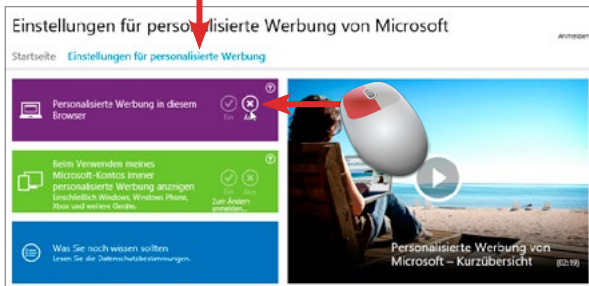 Einstellungen für personalisierte Werbung von Microsoft
Anmelden
Startseite Einstellungen für personalisierte Werbung
Personalisierte Werbung in diesem
Browser
Ein Aus
Beim Verwenden meines
Microsoft-Kontos immer
personalisierte Werbung anzeigen
Einschließlich Windows, Windows Phone,
Xbox und weitere Geräte.
Ein Aus
Zum Ändern
anmelden...
Was Sie noch wissen sollten
Lesen Sie die Datenschutzbestimmungen.
Personalisierte Werbung von
Microsoft – Kurzübersicht (02:19)